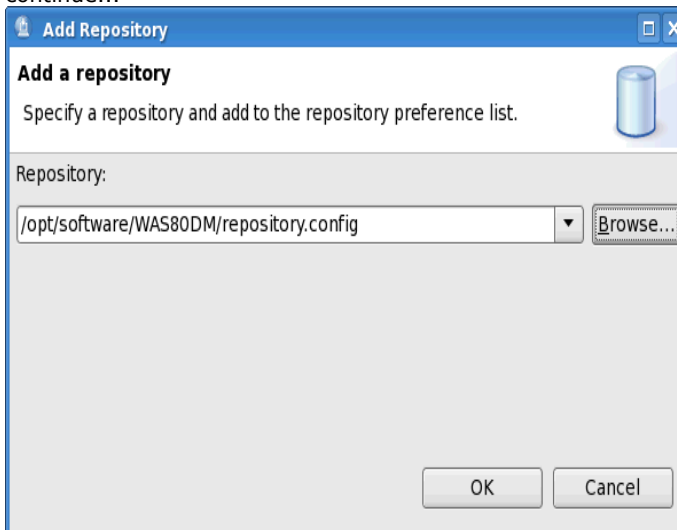 continue...
Add Repository
Add a repository
Specify a repository and add to the repository preference list.
Repository:
/opt/software/WAS80DM/repository.config
Browse...
OK Cancel